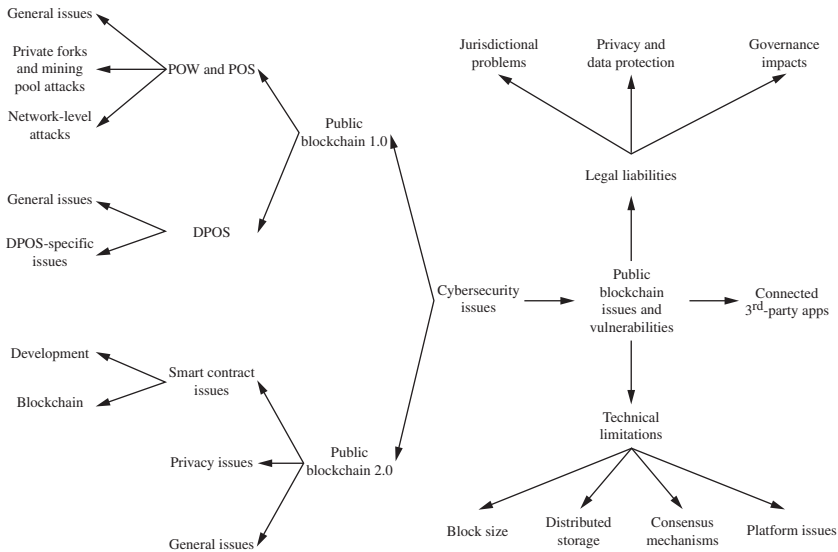 General issues
Private forks
and mining
pool attacks
Network-level
attacks
POW and POS
General issues
DPOS-specific
issues
DPOS
Public
blockchain 1.0
Development
Blockchain
Smart contract
issues
Privacy issues
General issues
Public
blockchain 2.0
Cybersecurity
issues
Jurisdictional
problems
Privacy and
data protection
Governance
impacts
Legal liabilities
Public
blockchain
issues and
vulnerabilities
Connected
3rd-party apps
Technical
limitations
Block size
Distributed
storage
Consensus
mechanisms
Platform issues